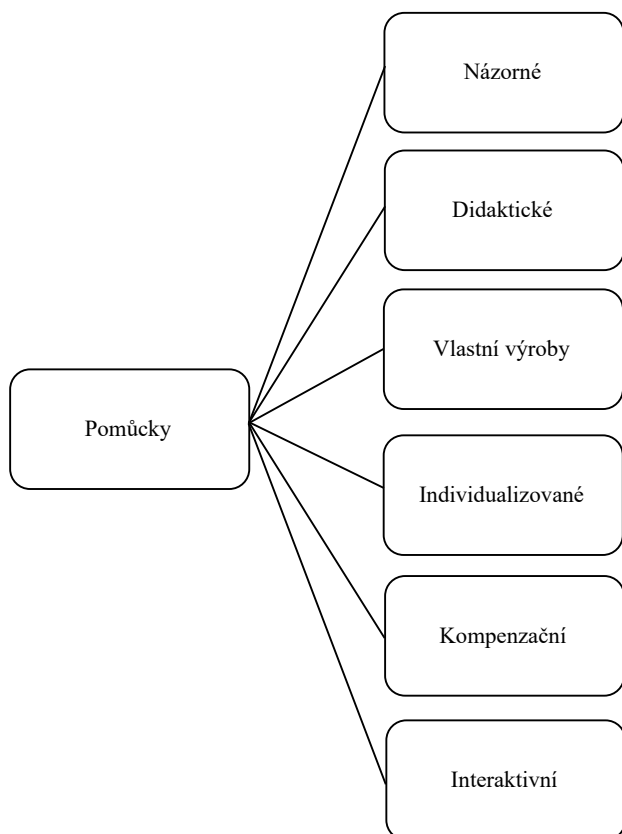 Názorné
Didaktické
Vlastní výroby
Pomůcky
Individualizované
Kompenzační
Interaktivní